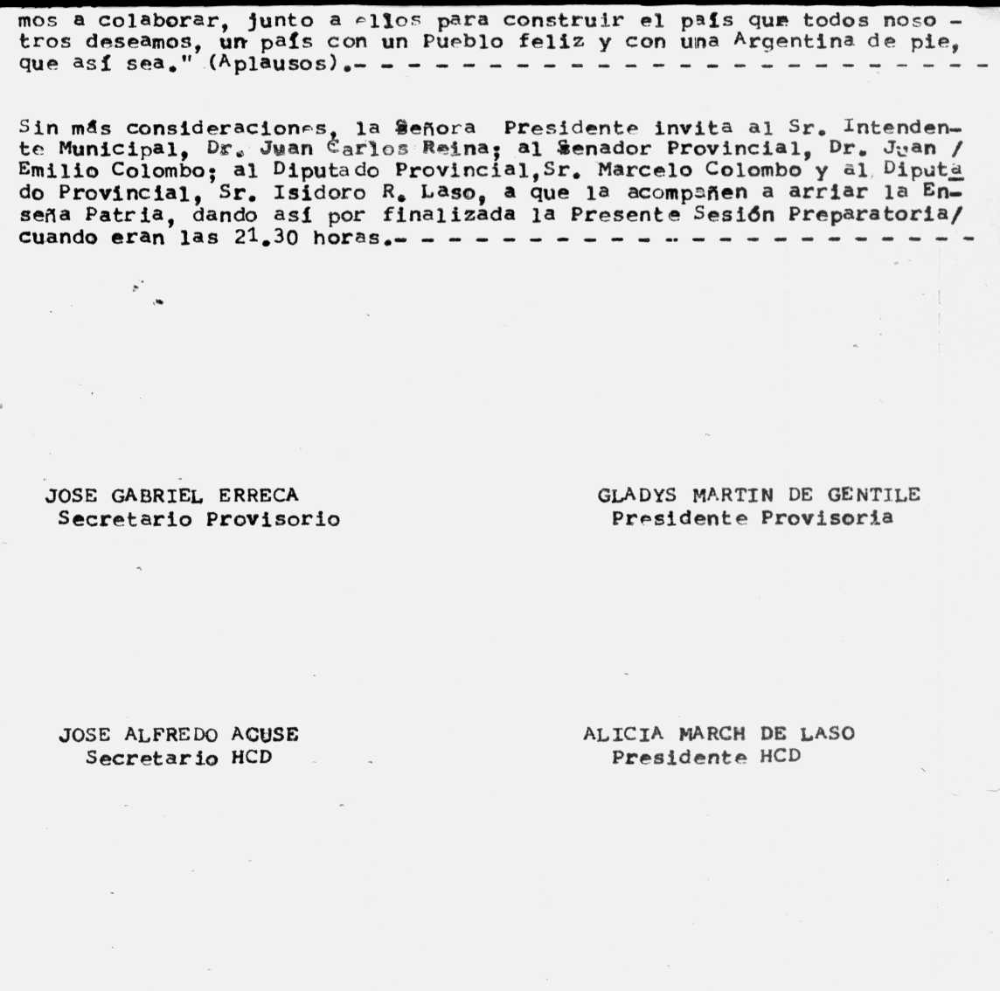 mos a colaborar, junto a ellos para construir el país que todos noso -
tros deseamos, un país con un Pueblo feliz y con una Argentina de pie,
que así sea." (Aplausos).- - - - - - - - - - - - - - - - - - - - - - - -
Sin más consideraciones, la Señora Presidente invita al Sr. Intenden-
te Municipal, Dr. Juan Carlos Reina; al Senador Provincial, Dr. Juan /
Emilio Colombo; al Diputado Provincial,Sr. Marcelo Colombo y al Diputa
do Provincial, Sr. Isidoro R. Laso, a que la acompañen a arriar la En-
seña Patria, dando así por finalizada la Presente Sesión Preparatoria/
cuando eran las 21.30 horas.- - - - - - - - - - - - - - - - - - - - - -
JOSE GABRIEL ERRECA
Secretario Provisorio
GLADYS MARTIN DE GENTILE
Presidente Provisoria
JOSE ALFREDO ACUSE
Secretario HCD
ALICIA MARCH DE LASO
Presidente HCD